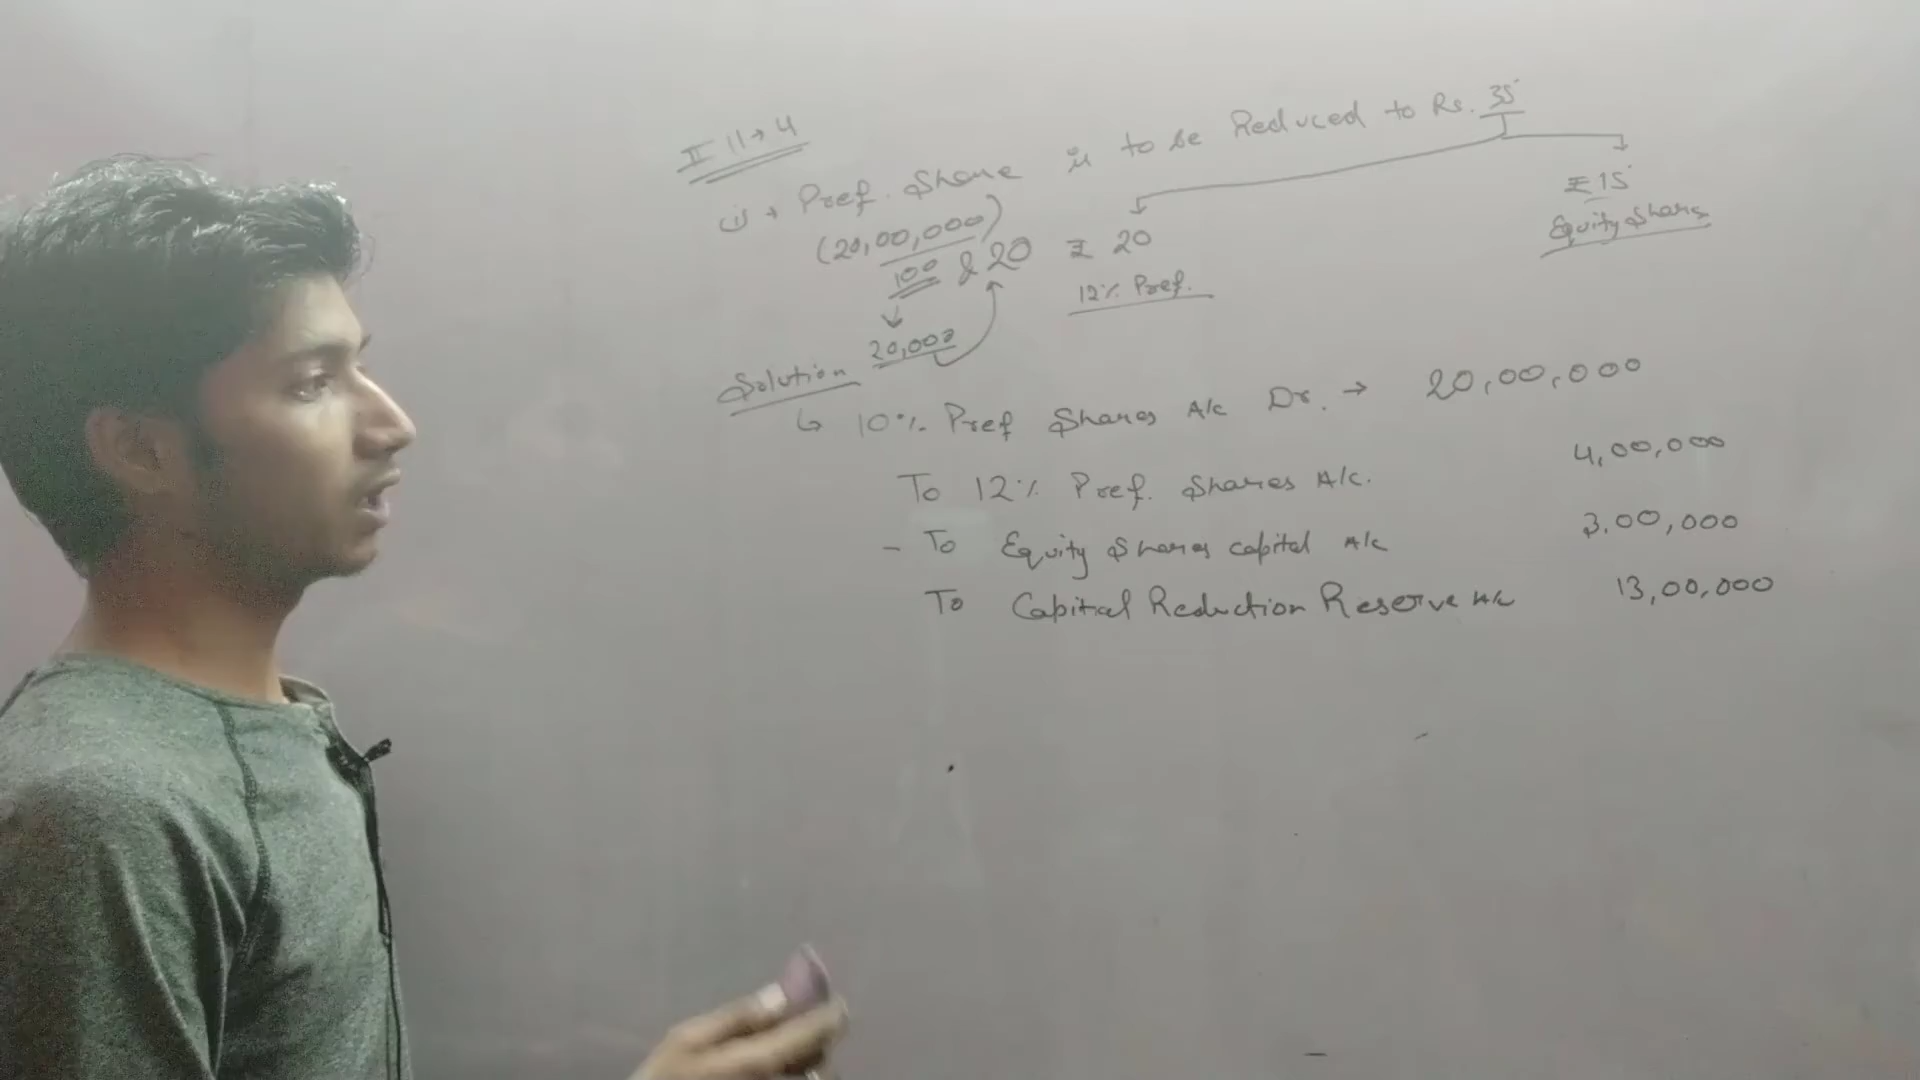 II 11→4
(i) → Pref. Share is to be Reduced to Rs. 35
₹15
Equity Shares
(20,00,000)
100 & 20 ₹ 20
12% Pref.
20,000
Solution
↳ 10% Pref Shares A/c Dr. → 20,00,000
To 12% Pref. Shares A/c. 4,00,000
- To Equity Shares capital A/c 3,00,000
To Capital Reduction Reserve A/c 13,00,000